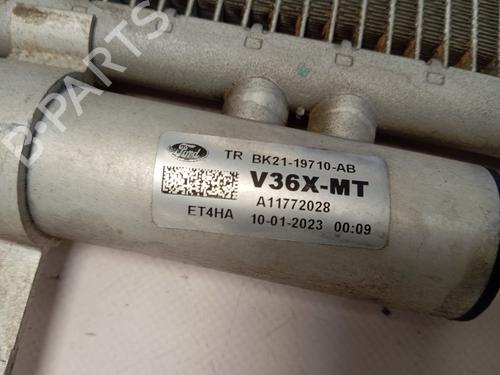 B-PARTS
Ford
TR BK21-19710-AB
V36X-MT
A11772028
ET4HA 10-01-2023 00:09